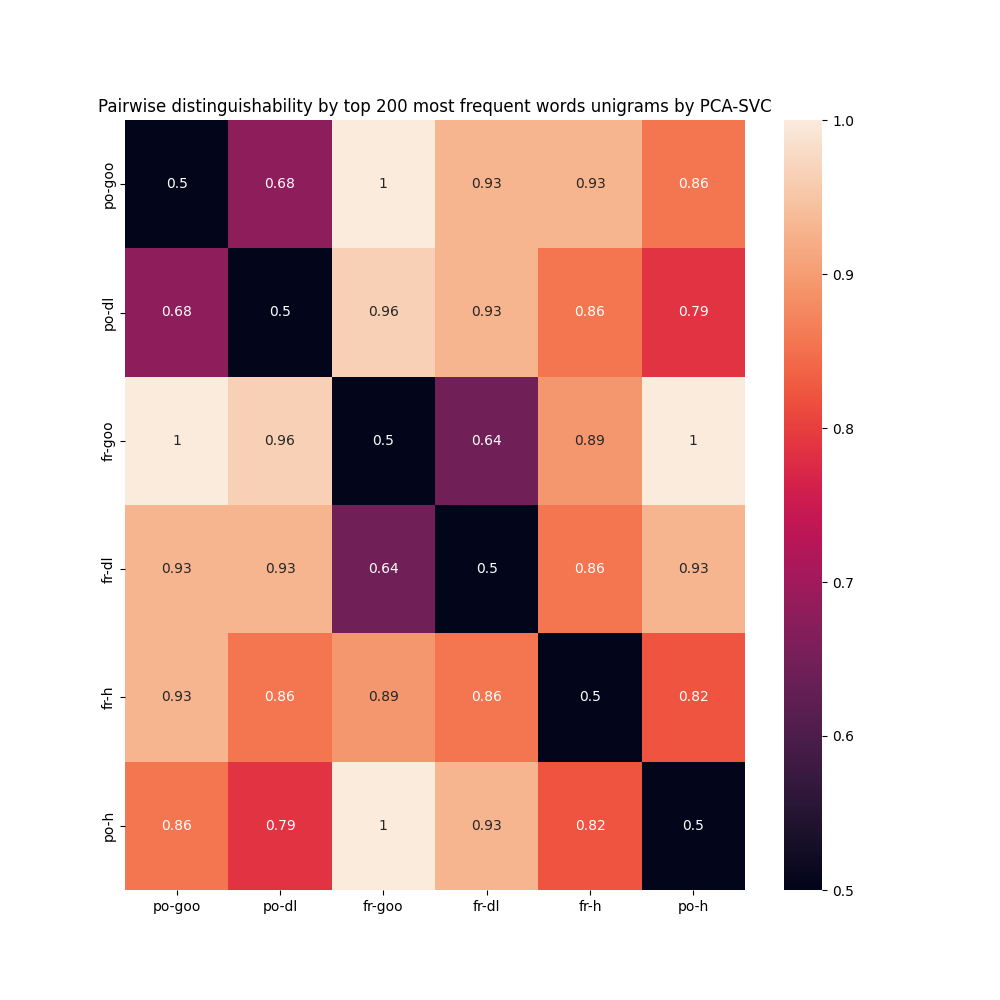 Pairwise distinguishability by top 200 most frequent words unigrams by PCA-SVC
po-goo 0.5 0.68 1 0.93 0.93 0.86
po-dl 0.68 0.5 0.96 0.93 0.86 0.79
fr-goo 1 0.96 0.5 0.64 0.89 1
fr-dl 0.93 0.93 0.64 0.5 0.86 0.93
fr-h 0.93 0.86 0.89 0.86 0.5 0.82
po-h 0.86 0.79 1 0.93 0.82 0.5
po-goo po-dl fr-goo fr-dl fr-h po-h
1.0
0.9
0.8
0.7
0.6
0.5